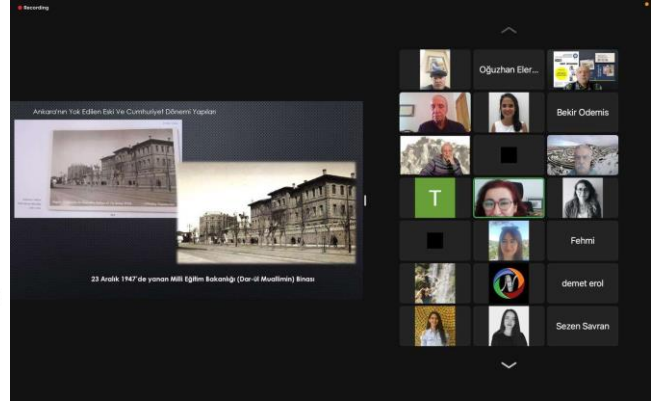 Recording
Ankara'nın Yok Edilen Eski Ve Cumhuriyet Dönemi Yapıları
23 Aralık 1947'de yanan Milli Eğitim Bakanlığı (Dar-ül Muallimin) Binası
Oğuzhan Eler...
Bekir Odemis
T
Fehmi
N
demet erol
Sezen Savran